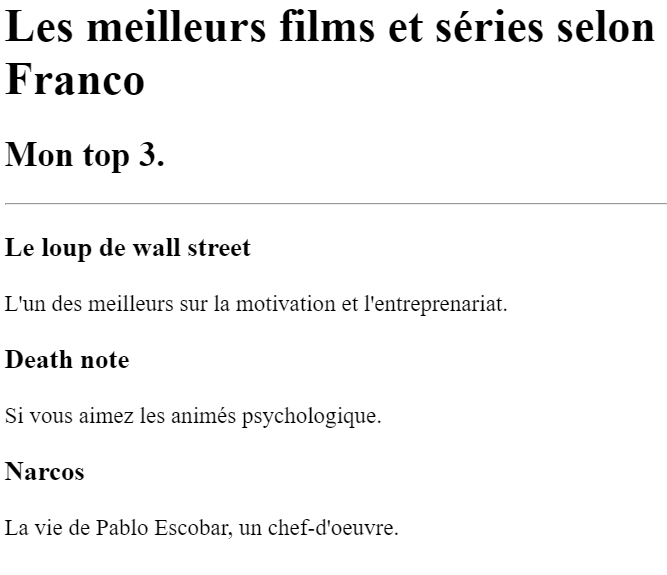 Les meilleurs films et séries selon
Franco
Mon top 3.
Le loup de wall street
L'un des meilleurs sur la motivation et l'entreprenariat.
Death note
Si vous aimez les animés psychologique.
Narcos
La vie de Pablo Escobar, un chef-d'oeuvre.